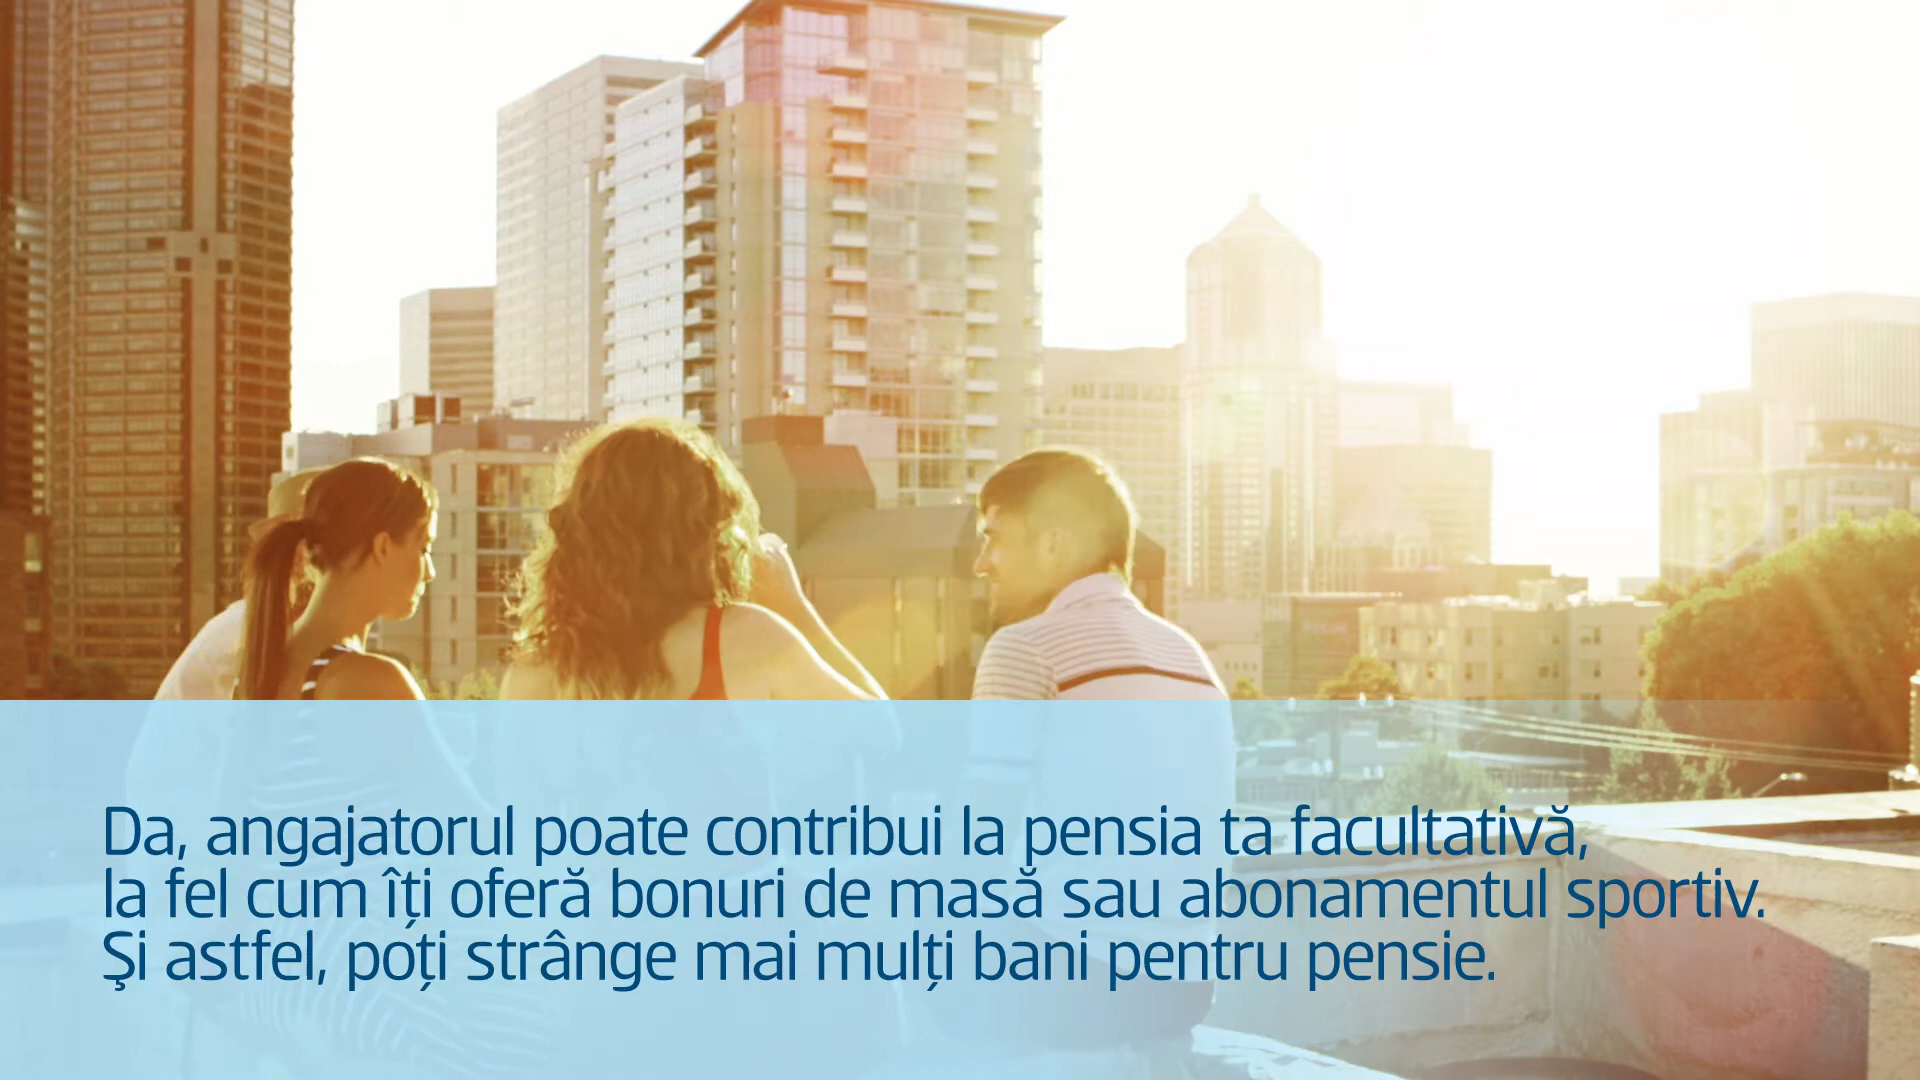 Da, angajatorul poate contribui la pensia ta facultativă,
la fel cum îți oferă bonuri de masă sau abonamentul sportiv.
Şi astfel, poți strânge mai mulți bani pentru pensie.